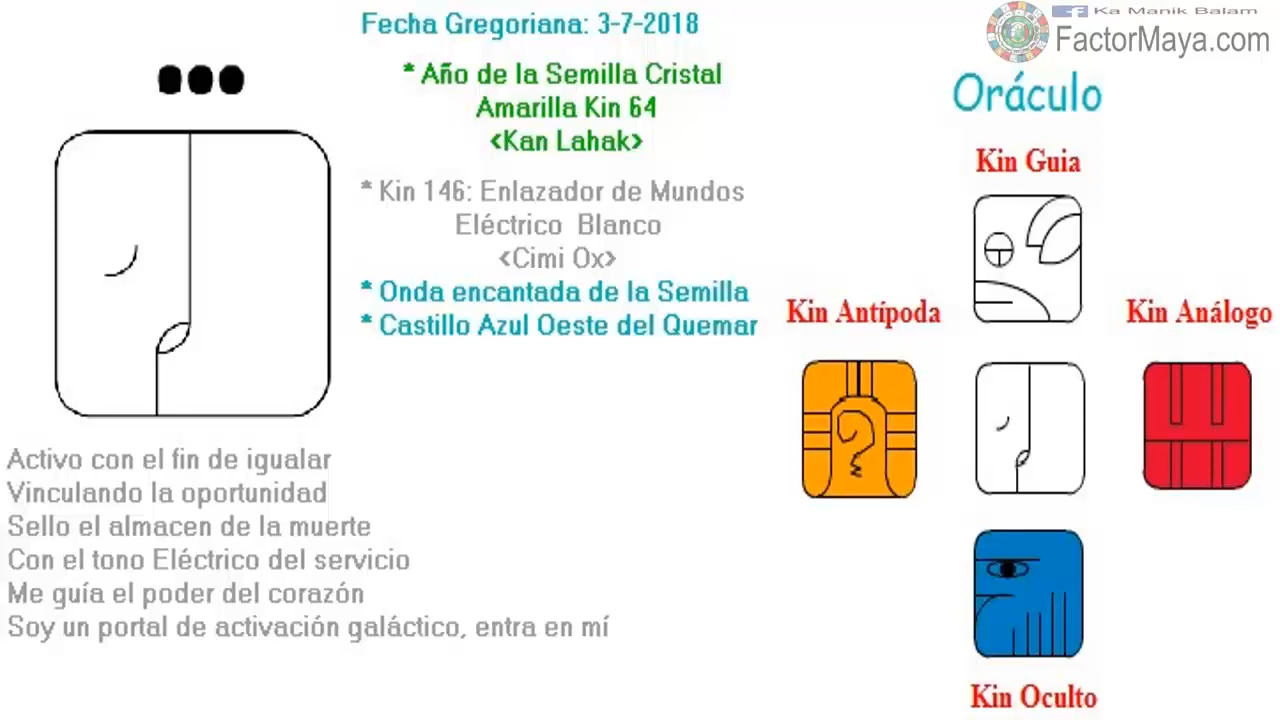 Fecha Gregoriana: 3-7-2018
* Año de la Semilla Cristal
Amarilla Kin 64
<Kan Lahak>
* Kin 146: Enlazador de Mundos
Eléctrico Blanco
<Cimi Ox>
* Onda encantada de la Semilla
* Castillo Azul Oeste del Quemar
Activo con el fin de igualar
Vinculando la oportunidad
Sello el almacen de la muerte
Con el tono Eléctrico del servicio
Me guía el poder del corazón
Soy un portal de activación galáctico, entra en mí
Ka Manik Balam
FactorMaya.com
Oráculo
Kin Guia
Kin Antípoda
Kin Análogo
Kin Oculto